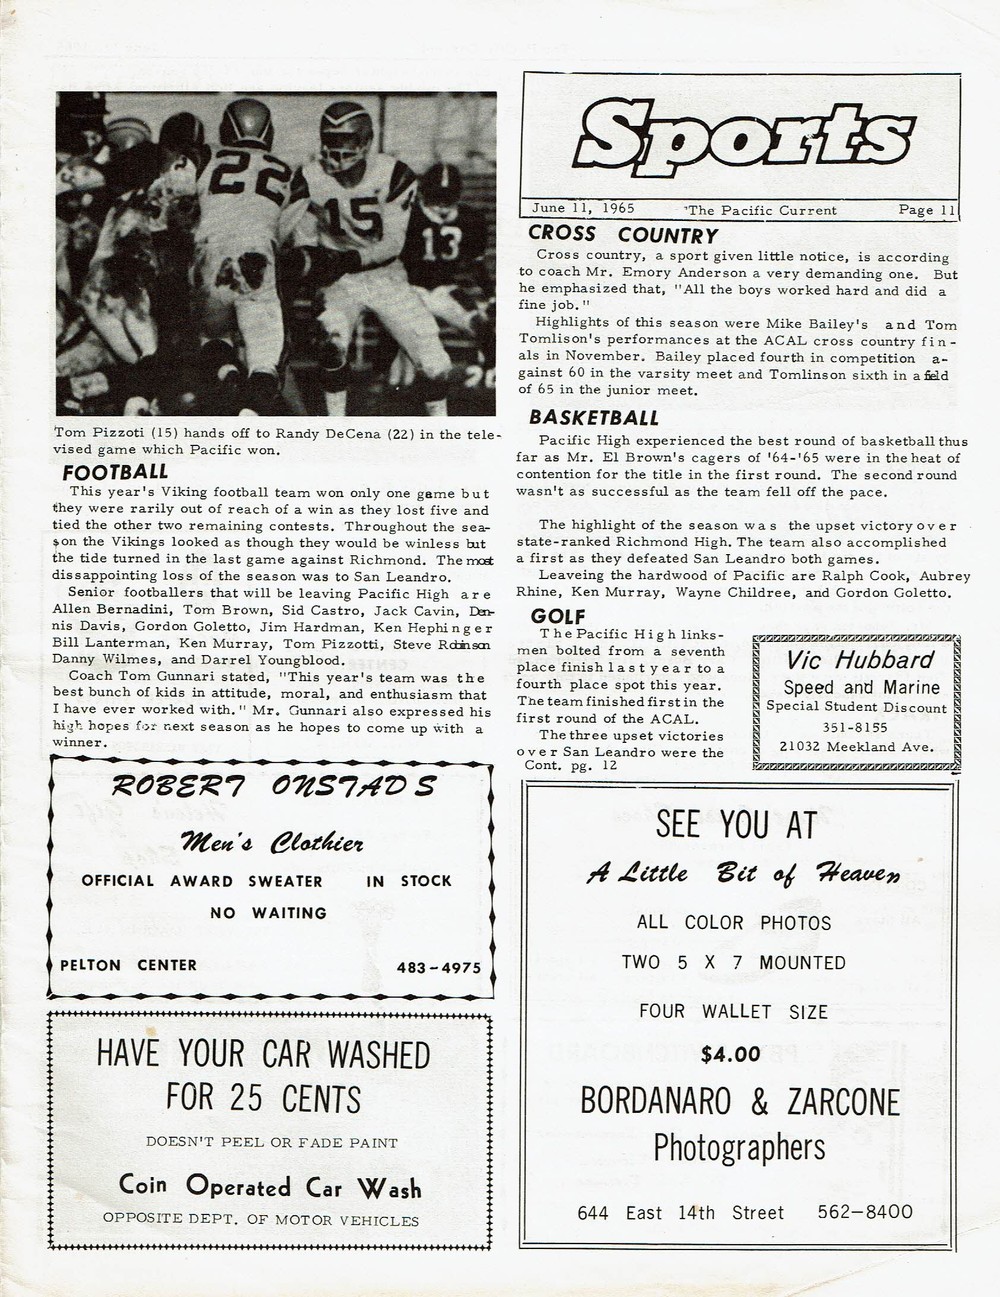 22
15
13
20
Tom Pizzoti (15) hands off to Randy DeCena (22) in the tele-
vised game which Pacific won.
FOOTBALL
This year's Viking football team won only one game but
they were rarily out of reach of a win as they lost five and
tied the other two remaining contests. Throughout the sea-
son the Vikings looked as though they would be winless but
the tide turned in the last game against Richmond. The most
dissappointing loss of the season was to San Leandro.
Senior footballers that will be leaving Pacific High are
Allen Bernadini, Tom Brown, Sid Castro, Jack Cavin, Den-
nis Davis, Gordon Goletto, Jim Hardman, Ken Hephinger
Bill Lanterman, Ken Murray, Tom Pizzotti, Steve Robinson
Danny Wilmes, and Darrel Youngblood.
Coach Tom Gunnari stated, "This year's team was the
best bunch of kids in attitude, moral, and enthusiasm that
I have ever worked with." Mr. Gunnari also expressed his
high hopes for next season as he hopes to come up with a
winner.
ROBERT ONSTADS
Men's Clothier
OFFICIAL AWARD SWEATER IN STOCK
NO WAITING
PELTON CENTER 483-4975
HAVE YOUR CAR WASHED
FOR 25 CENTS
DOESN'T PEEL OR FADE PAINT
Coin Operated Car Wash
OPPOSITE DEPT. OF MOTOR VEHICLES
Sports
June 11, 1965 The Pacific Current Page 11
CROSS COUNTRY
Cross country, a sport given little notice, is according
to coach Mr. Emory Anderson a very demanding one. But
he emphasized that, "All the boys worked hard and did a
fine job."
Highlights of this season were Mike Bailey's and Tom
Tomlison's performances at the ACAL cross country fin-
als in November. Bailey placed fourth in competition a-
gainst 60 in the varsity meet and Tomlinson sixth in a field
of 65 in the junior meet.
BASKETBALL
Pacific High experienced the best round of basketball thus
far as Mr. El Brown's cagers of '64-'65 were in the heat of
contention for the title in the first round. The second round
wasn't as successful as the team fell off the pace.
The highlight of the season was the upset victory over
state-ranked Richmond High. The team also accomplished
a first as they defeated San Leandro both games.
Leaveing the hardwood of Pacific are Ralph Cook, Aubrey
Rhine, Ken Murray, Wayne Childree, and Gordon Goletto.
GOLF
The Pacific High links-
men bolted from a seventh
place finish last year to a
fourth place spot this year.
The team finished first in the
first round of the ACAL.
The three upset victories
over San Leandro were the
Cont. pg. 12
Vic Hubbard
Speed and Marine
Special Student Discount
351-8155
21032 Meekland Ave.
SEE YOU AT
A Little Bit of Heaven
ALL COLOR PHOTOS
TWO 5 X 7 MOUNTED
FOUR WALLET SIZE
$4.00
BORDANARO & ZARCONE
Photographers
644 East 14th Street 562-8400